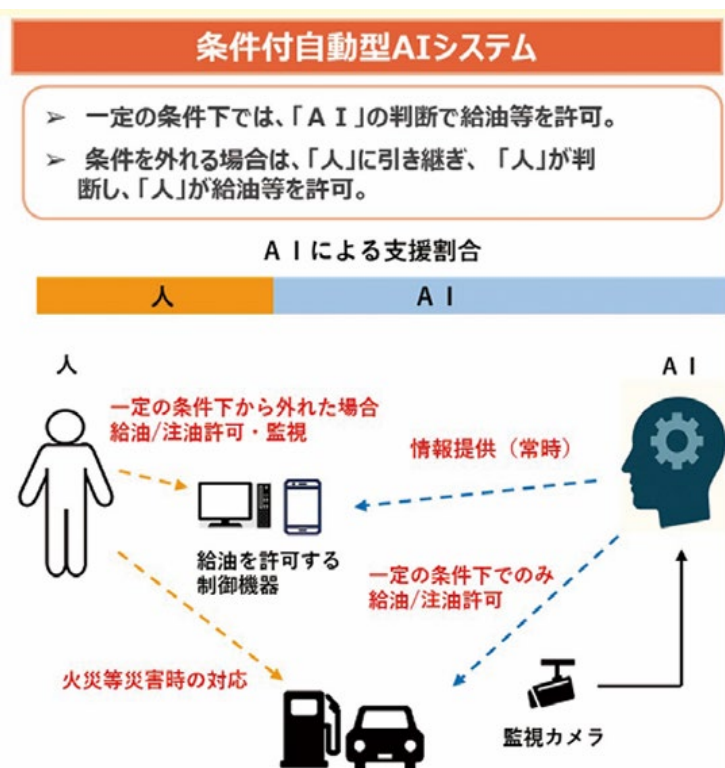 条件付自動型AIシステム
➢ 一定の条件下では、「ＡＩ」の判断で給油等を許可。
➢ 条件を外れる場合は、「人」に引き継ぎ、「人」が判
断し、「人」が給油等を許可。
ＡＩによる支援割合
人
ＡＩ
人
ＡＩ
一定の条件下から外れた場合
給油/注油許可・監視
情報提供（常時）
給油を許可する
制御機器
一定の条件下でのみ
給油/注油許可
火災等災害時の対応
監視カメラ